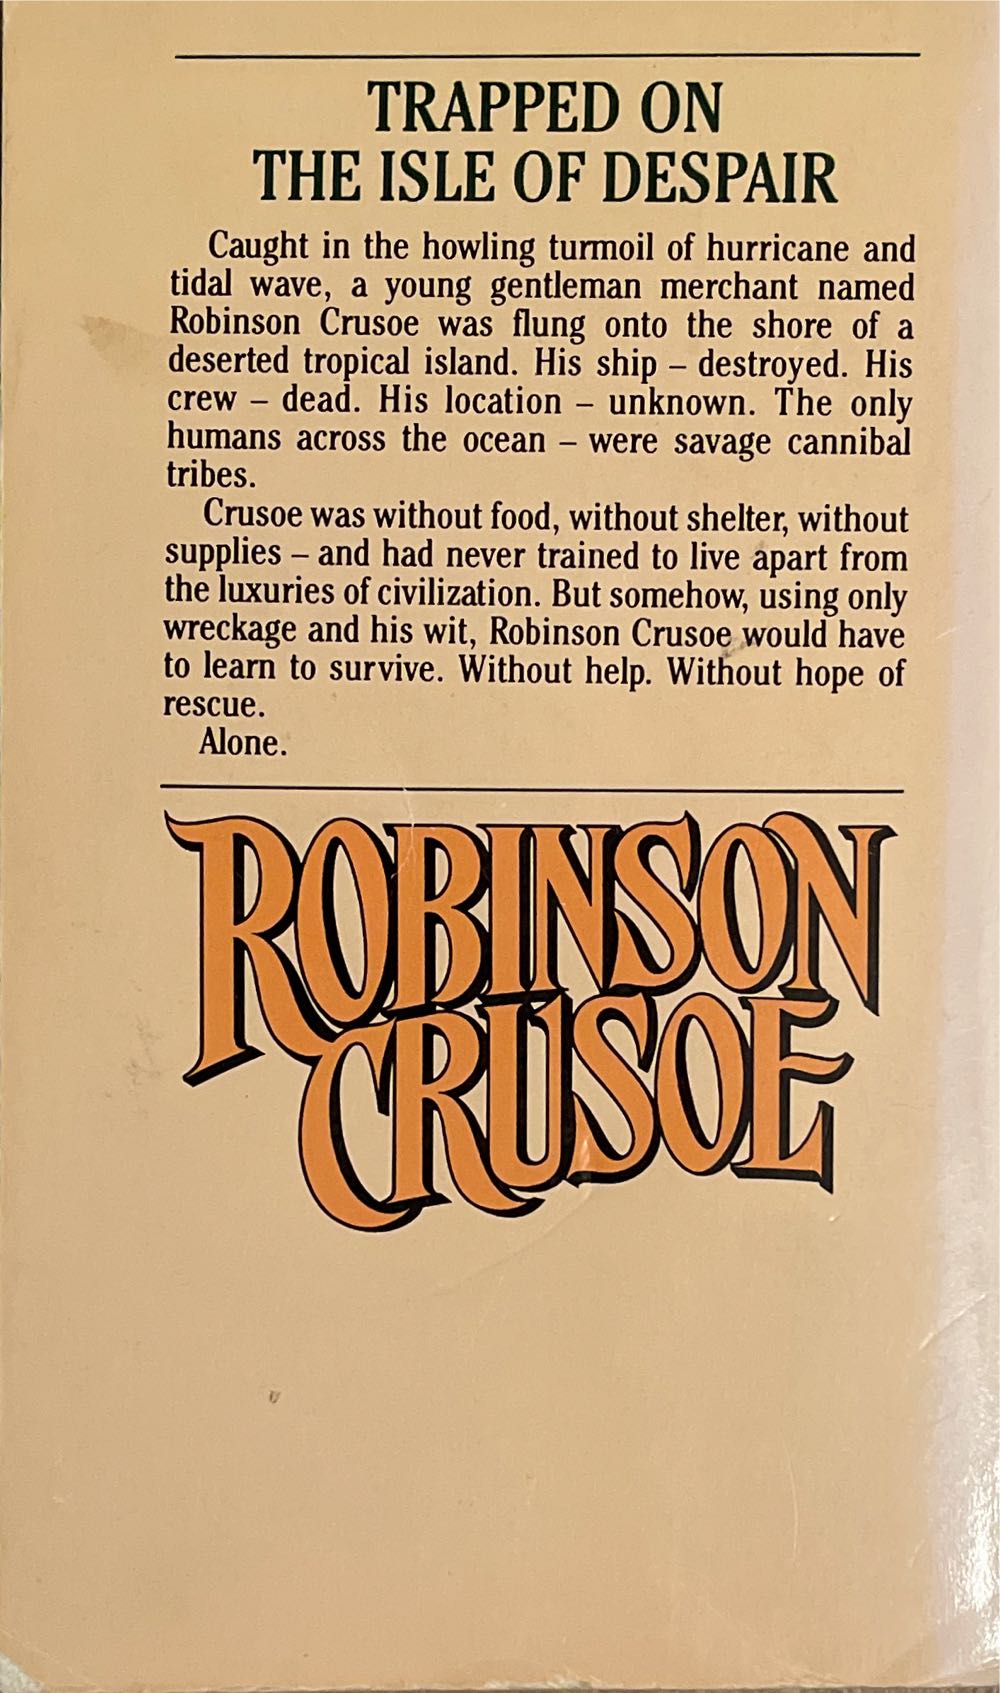 TRAPPED ON
THE ISLE OF DESPAIR
Caught in the howling turmoil of hurricane and
tidal wave, a young gentleman merchant named
Robinson Crusoe was flung onto the shore of a
deserted tropical island. His ship – destroyed. His
crew – dead. His location – unknown. The only
humans across the ocean – were savage cannibal
tribes.
Crusoe was without food, without shelter, without
supplies – and had never trained to live apart from
the luxuries of civilization. But somehow, using only
wreckage and his wit, Robinson Crusoe would have
to learn to survive. Without help. Without hope of
rescue.
Alone.
ROBINSON
CRUSOE